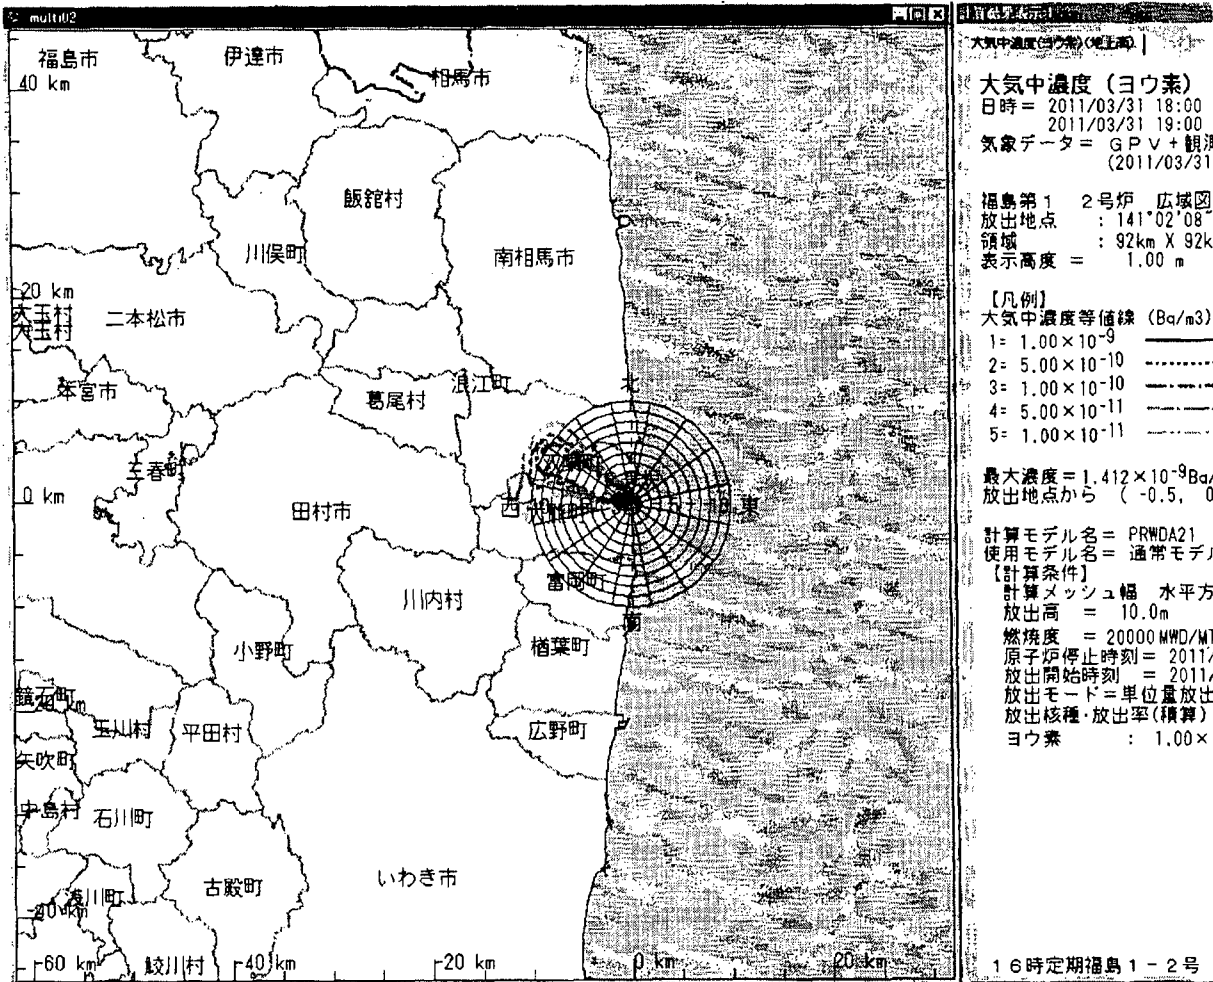 multi02
福島市
伊達市
相馬市
40 km
飯舘村
川俣町
南相馬市
20 km
大玉村
大玉村
二本松市
本宮市
浪江町
葛尾村
北
三春町
双葉町
0 km
田村市
西
東
富岡町
川内村
南
小野町
楢葉町
鏡石町
玉川村
平田村
広野町
矢吹町
中島村
石川町
浅川町
古殿町
いわき市
-40 km
-60 km
鮫川村
-40 km
-20 km
0 km
20 km
計算結果表示
大気中濃度(ヨウ素)(地上高)
大気中濃度 (ヨウ素)
日時= 2011/03/31 18:00
2011/03/31 19:00
気象データ= GPV+観測
(2011/03/31
福島第1 2号炉 広域図
放出地点 : 141°02'08"
領域 : 92km X 92k
表示高度 = 1.00 m
【凡例】
大気中濃度等値線 (Bq/m3)
1= 1.00×10-9
2= 5.00×10-10
3= 1.00×10-10
4= 5.00×10-11
5= 1.00×10-11
最大濃度=1.412×10-9Bq/
放出地点から ( -0.5, 0
計算モデル名= PRWDA21
使用モデル名= 通常モデル
【計算条件】
計算メッシュ幅 水平方
放出高 = 10.0m
燃焼度 = 20000MWD/MT
原子炉停止時刻= 2011/
放出開始時刻 = 2011/
放出モード=単位量放出
放出核種・放出率(積算)
ヨウ素 : 1.00×
16時定期福島1-2号